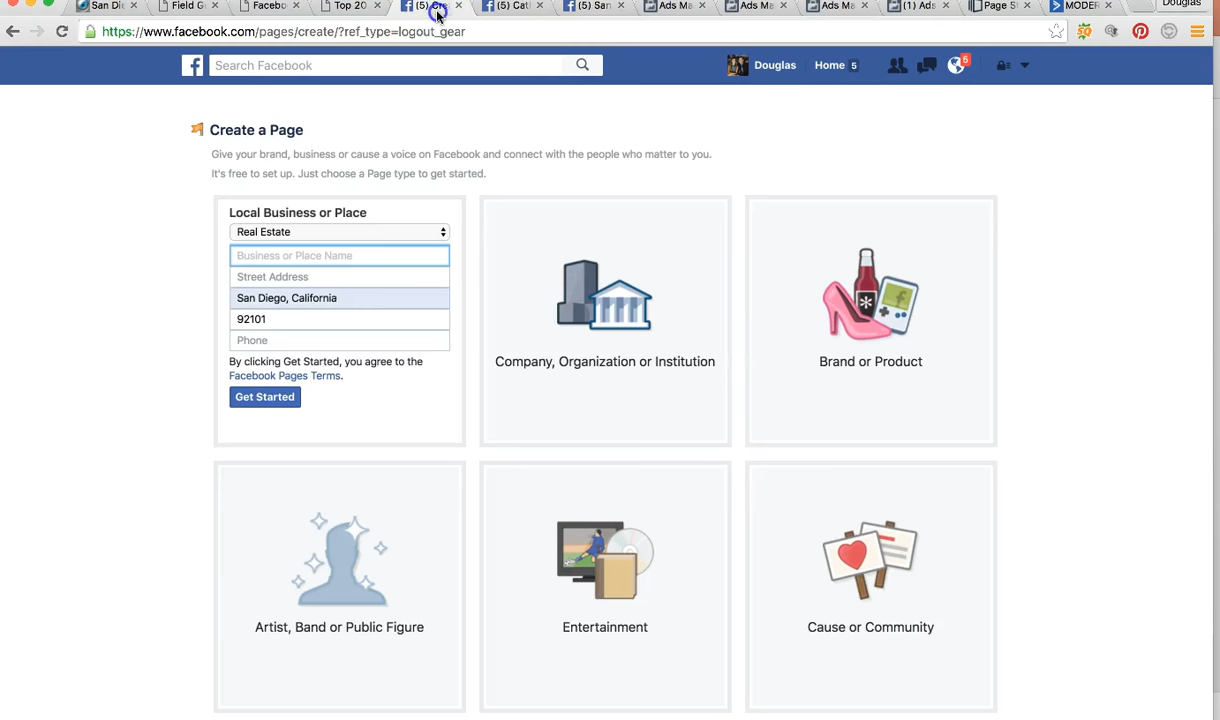 San Di
Field G
Facebo
Top 20
(5) Cre
(5) Cat
(5) San
Ads Ma
Ads Ma
Ads Ma
(1) Ads
Page S
MODER
Douglas
https://www.facebook.com/pages/create/?ref_type=logout_gear
Search Facebook
Douglas
Home 5
5
Create a Page
Give your brand, business or cause a voice on Facebook and connect with the people who matter to you.
It's free to set up. Just choose a Page type to get started.
Local Business or Place
Real Estate
Business or Place Name
Street Address
San Diego, California
92101
Phone
By clicking Get Started, you agree to the
Facebook Pages Terms.
Get Started
Company, Organization or Institution
Brand or Product
Artist, Band or Public Figure
Entertainment
Cause or Community